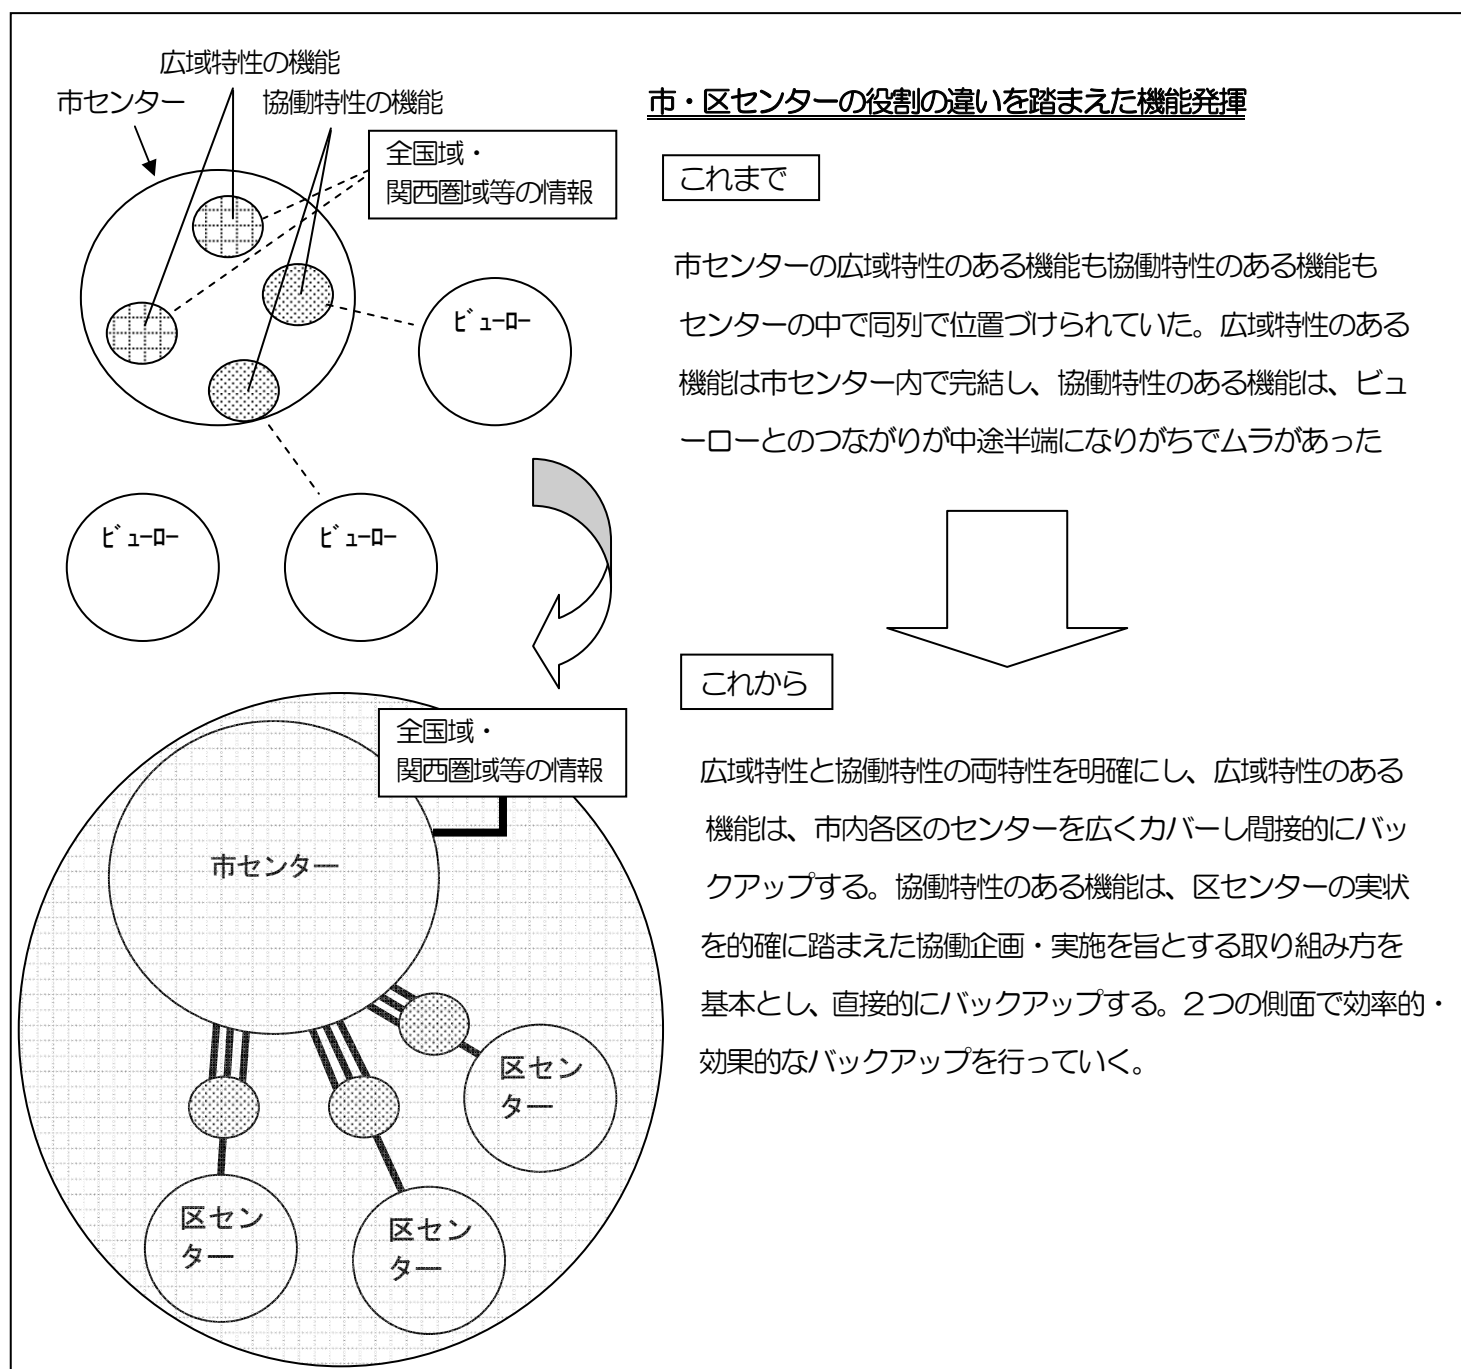 広域特性の機能
市センター
協働特性の機能
全国域・
関西圏域等の情報
ビューロー
ビューロー
ビューロー
市・区センターの役割の違いを踏まえた機能発揮
これまで
市センターの広域特性のある機能も協働特性のある機能も
センターの中で同列で位置づけられていた。広域特性のある
機能は市センター内で完結し、協働特性のある機能は、ビュ
ーローとのつながりが中途半端になりがちでムラがあった
これから
全国域・
関西圏域等の情報
市センター
区セン
ター
区セン
ター
区セン
ター
広域特性と協働特性の両特性を明確にし、広域特性のある
機能は、市内各区のセンターを広くカバーし間接的にバッ
クアップする。協働特性のある機能は、区センターの実状
を的確に踏まえた協働企画・実施を旨とする取り組み方を
基本とし、直接的にバックアップする。２つの側面で効率的・
効果的なバックアップを行っていく。